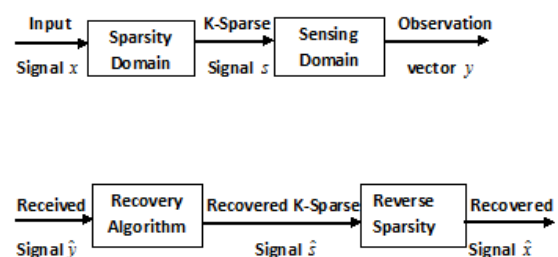 Input
Signal x
Sparsity
Domain
K-Sparse
Signal s
Sensing
Domain
Observation
vector y
Received
Signal ŷ
Recovery
Algorithm
Recovered K-Sparse
Signal ŝ
Reverse
Sparsity
Recovered
Signal x̂